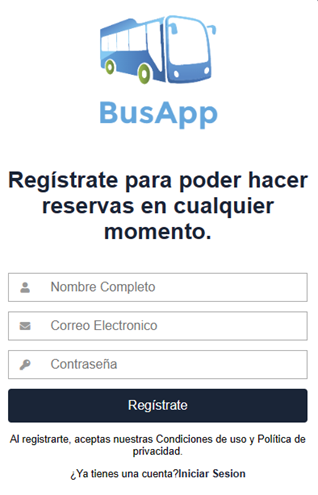 BusApp
Regístrate para poder hacer
reservas en cualquier
momento.
Nombre Completo
Correo Electronico
Contraseña
Regístrate
Al registrarte, aceptas nuestras Condiciones de uso y Política de
privacidad.
¿Ya tienes una cuenta?Iniciar Sesion